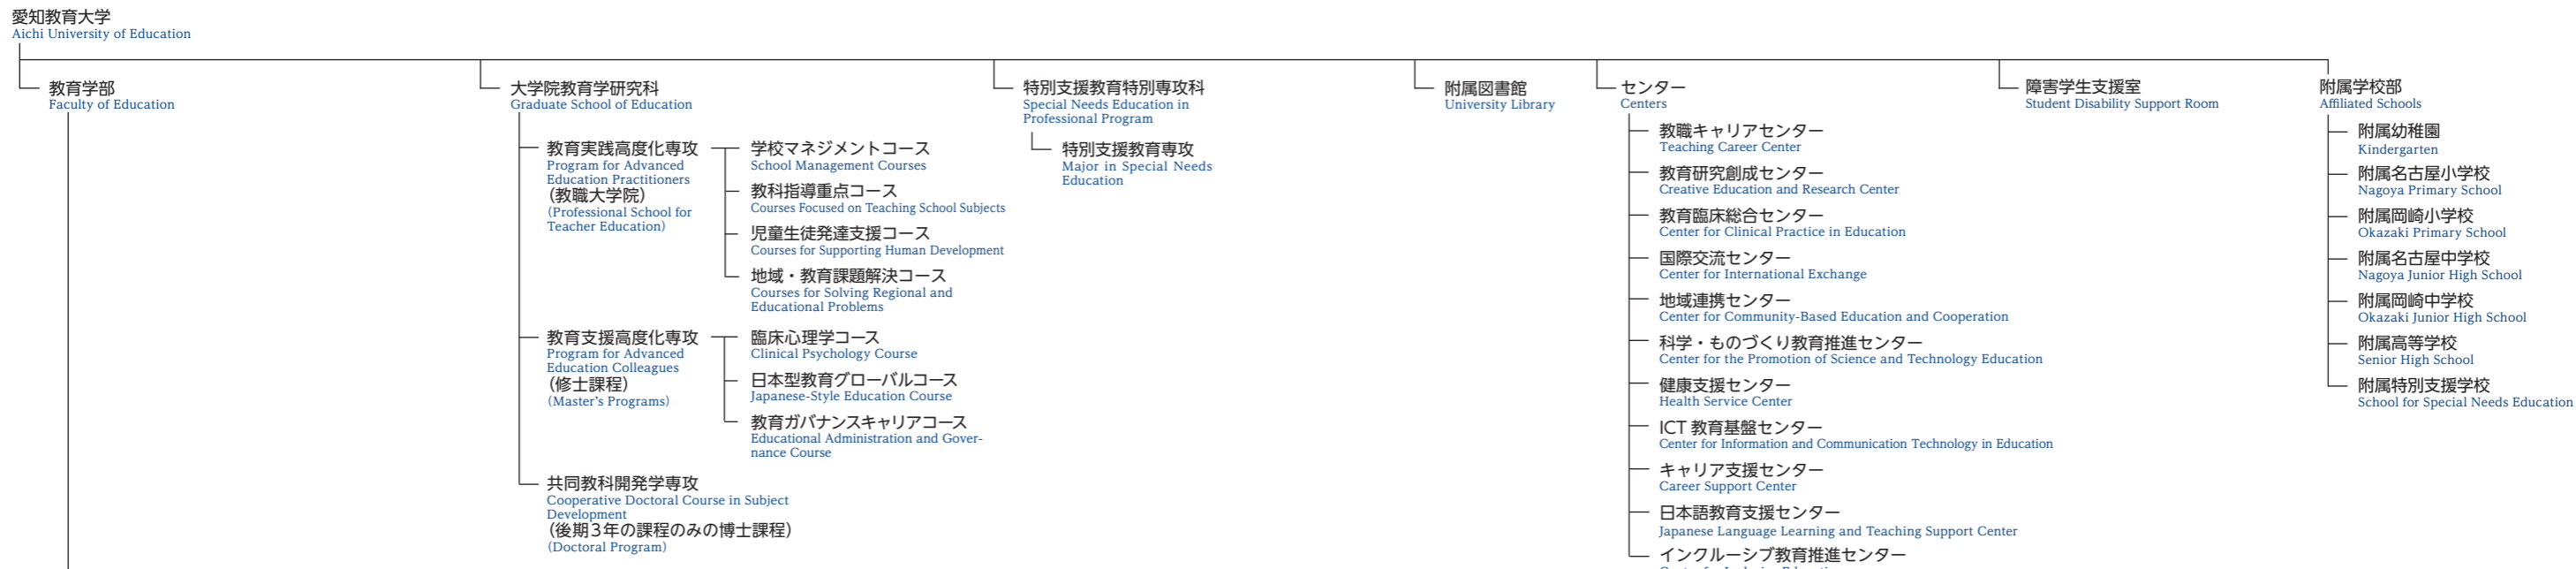 愛知教育大学
Aichi University of Education
教育学部
Faculty of Education
大学院教育学研究科
Graduate School of Education
教育実践高度化専攻
Program for Advanced
Education Practitioners
(教職大学院)
(Professional School for
Teacher Education)
学校マネジメントコース
School Management Courses
教科指導重点コース
Courses Focused on Teaching School Subjects
児童生徒発達支援コース
Courses for Supporting Human Development
地域・教育課題解決コース
Courses for Solving Regional and
Educational Problems
教育支援高度化専攻
Program for Advanced
Education Colleagues
(修士課程)
(Master's Programs)
臨床心理学コース
Clinical Psychology Course
日本型教育グローバルコース
Japanese-Style Education Course
教育ガバナンスキャリアコース
Educational Administration and Gover-
nance Course
共同教科開発学専攻
Cooperative Doctoral Course in Subject
Development
(後期3年の課程のみの博士課程)
(Doctoral Program)
特別支援教育特別専攻科
Special Needs Education in
Professional Program
特別支援教育専攻
Major in Special Needs
Education
附属図書館
University Library
センター
Centers
教職キャリアセンター
Teaching Career Center
教育研究創成センター
Creative Education and Research Center
教育臨床総合センター
Center for Clinical Practice in Education
国際交流センター
Center for International Exchange
地域連携センター
Center for Community-Based Education and Cooperation
科学・ものづくり教育推進センター
Center for the Promotion of Science and Technology Education
健康支援センター
Health Service Center
ICT 教育基盤センター
Center for Information and Communication Technology in Education
キャリア支援センター
Career Support Center
日本語教育支援センター
Japanese Language Learning and Teaching Support Center
インクルーシブ教育推進センター
障害学生支援室
Student Disability Support Room
附属学校部
Affiliated Schools
附属幼稚園
Kindergarten
附属名古屋小学校
Nagoya Primary School
附属岡崎小学校
Okazaki Primary School
附属名古屋中学校
Nagoya Junior High School
附属岡崎中学校
Okazaki Junior High School
附属高等学校
Senior High School
附属特別支援学校
School for Special Needs Education